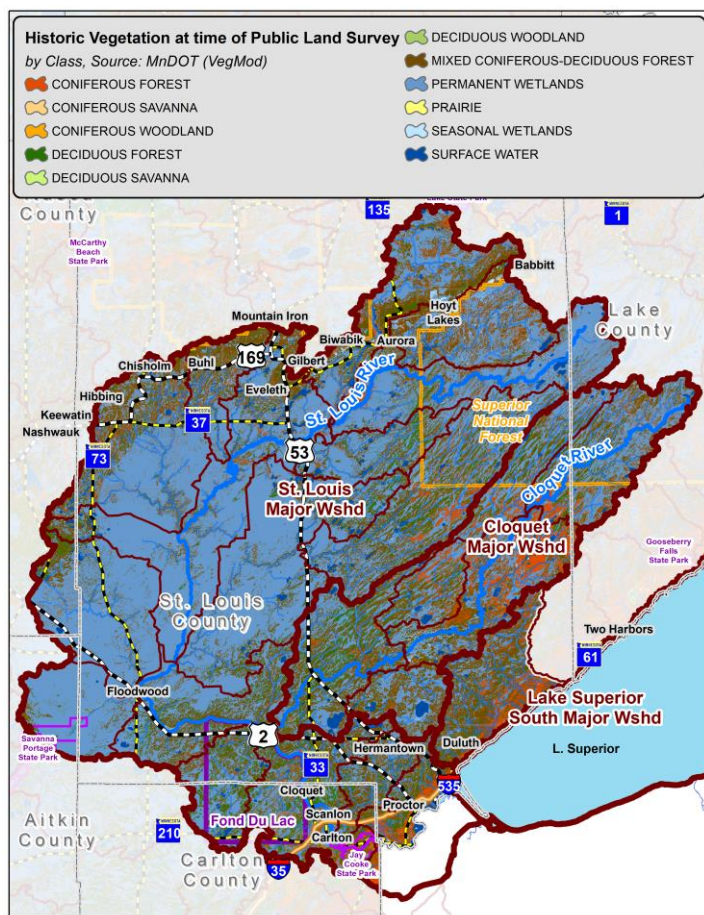 Historic Vegetation at time of Public Land Survey
by Class, Source: MnDOT (VegMod)
CONIFEROUS FOREST
CONIFEROUS SAVANNA
CONIFEROUS WOODLAND
DECIDUOUS FOREST
DECIDUOUS SAVANNA
DECIDUOUS WOODLAND
MIXED CONIFEROUS-DECIDUOUS FOREST
PERMANENT WETLANDS
PRAIRIE
SEASONAL WETLANDS
SURFACE WATER
County
135
1
McCarthy
Beach
State Park
Babbitt
Lake
County
Mountain Iron
Hoyt
Lakes
Biwabik
Aurora
Chisholm
Buhl
169
Gilbert
Eveleth
St. Louis River
Hibbing
Keewatin
Nashwauk
37
73
53
Superior
National
Forest
Cloquet River
St. Louis
Major Wshd
Cloquet
Major Wshd
Gooseberry
Falls
State Park
St. Louis
County
Two Harbors
61
Lake Superior
South Major Wshd
Floodwood
2
L. Superior
Savanna
Portage
State Park
33
Hermantown
Duluth
535
Cloquet
Proctor
Scanlon
Carlton
Fond Du Lac
Aitkin
County
210
Carlton
County
35
Jay
Cooke
State Park